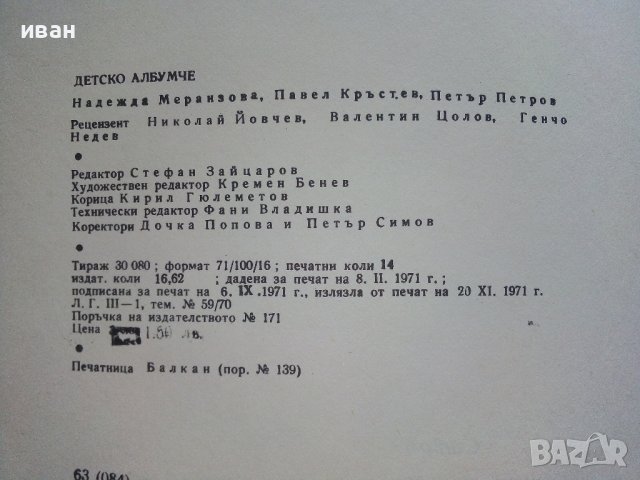 иван
ДЕТСКО АЛБУМЧЕ
Надежда Меранзова, Павел Кръстев, Петър Петров
Рецензент Николай Йовчев, Валентин Цолов, Генчо
Недев
Редактор Стефан Зайцаров
Художествен редактор Кремен Бенев
Корица Кирил Гюлеметов
Технически редактор Фани Владишка
Коректори Дочка Попова и Петър Симов
Тираж 30 080; формат 71/100/16; печатни коли 14
издат. коли 16,62 ; дадена за печат на 8. II. 1971 г. ;
подписана за печат на 6. IX .1971 г., излязла от печат на 20 XI. 1971 г.
Л. Г. III—1, тем. № 59/70
Поръчка на издателството № 171
Цена 1.80 лв.
Печатница Балкан (пор. № 139)
63 (084)
BAZAR